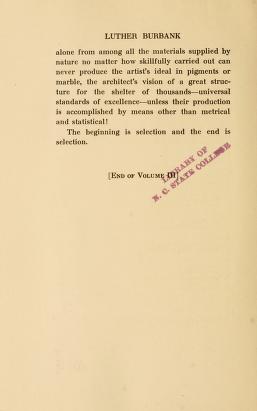 LUTHER BURBANK
alone from among all the materials supplied by
nature no matter how skillfully carried out can
never produce the artist's ideal in pigments or
marble, the architect's vision of a great struc-
ture for the shelter of thousands—universal
standards of excellence—unless their production
is accomplished by means other than metrical
and statistical!
The beginning is selection and the end is
selection.
[END OF VOLUME III]
LIBRARY OF
N. C. STATE COLLEGE